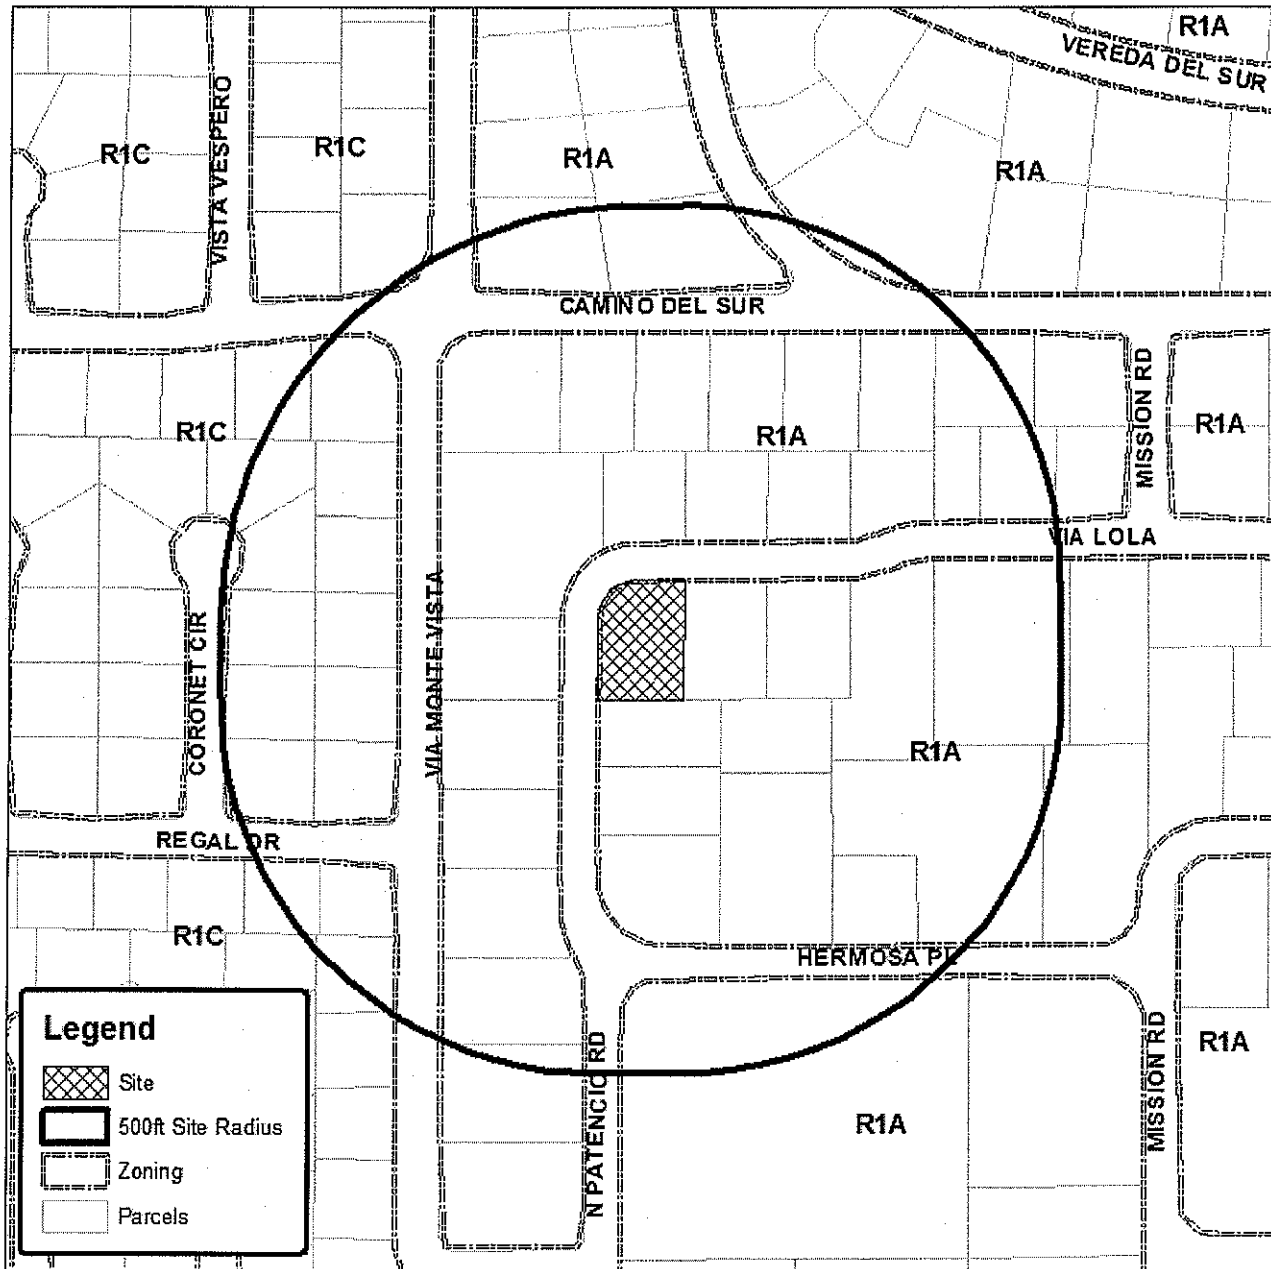 R1A
VEREDA DEL SUR
R1C
VISTA VESPERO
R1C
R1A
R1A
CAMINO DEL SUR
R1C
R1A
MISSION RD
R1A
VIA LOLA
CORONET CIR
VIA MONTE VISTA
R1A
REGAL DR
R1C
HERMOSA PL
Legend
Site
500ft Site Radius
Zoning
Parcels
N PATENCIO RD
R1A
MISSION RD
R1A